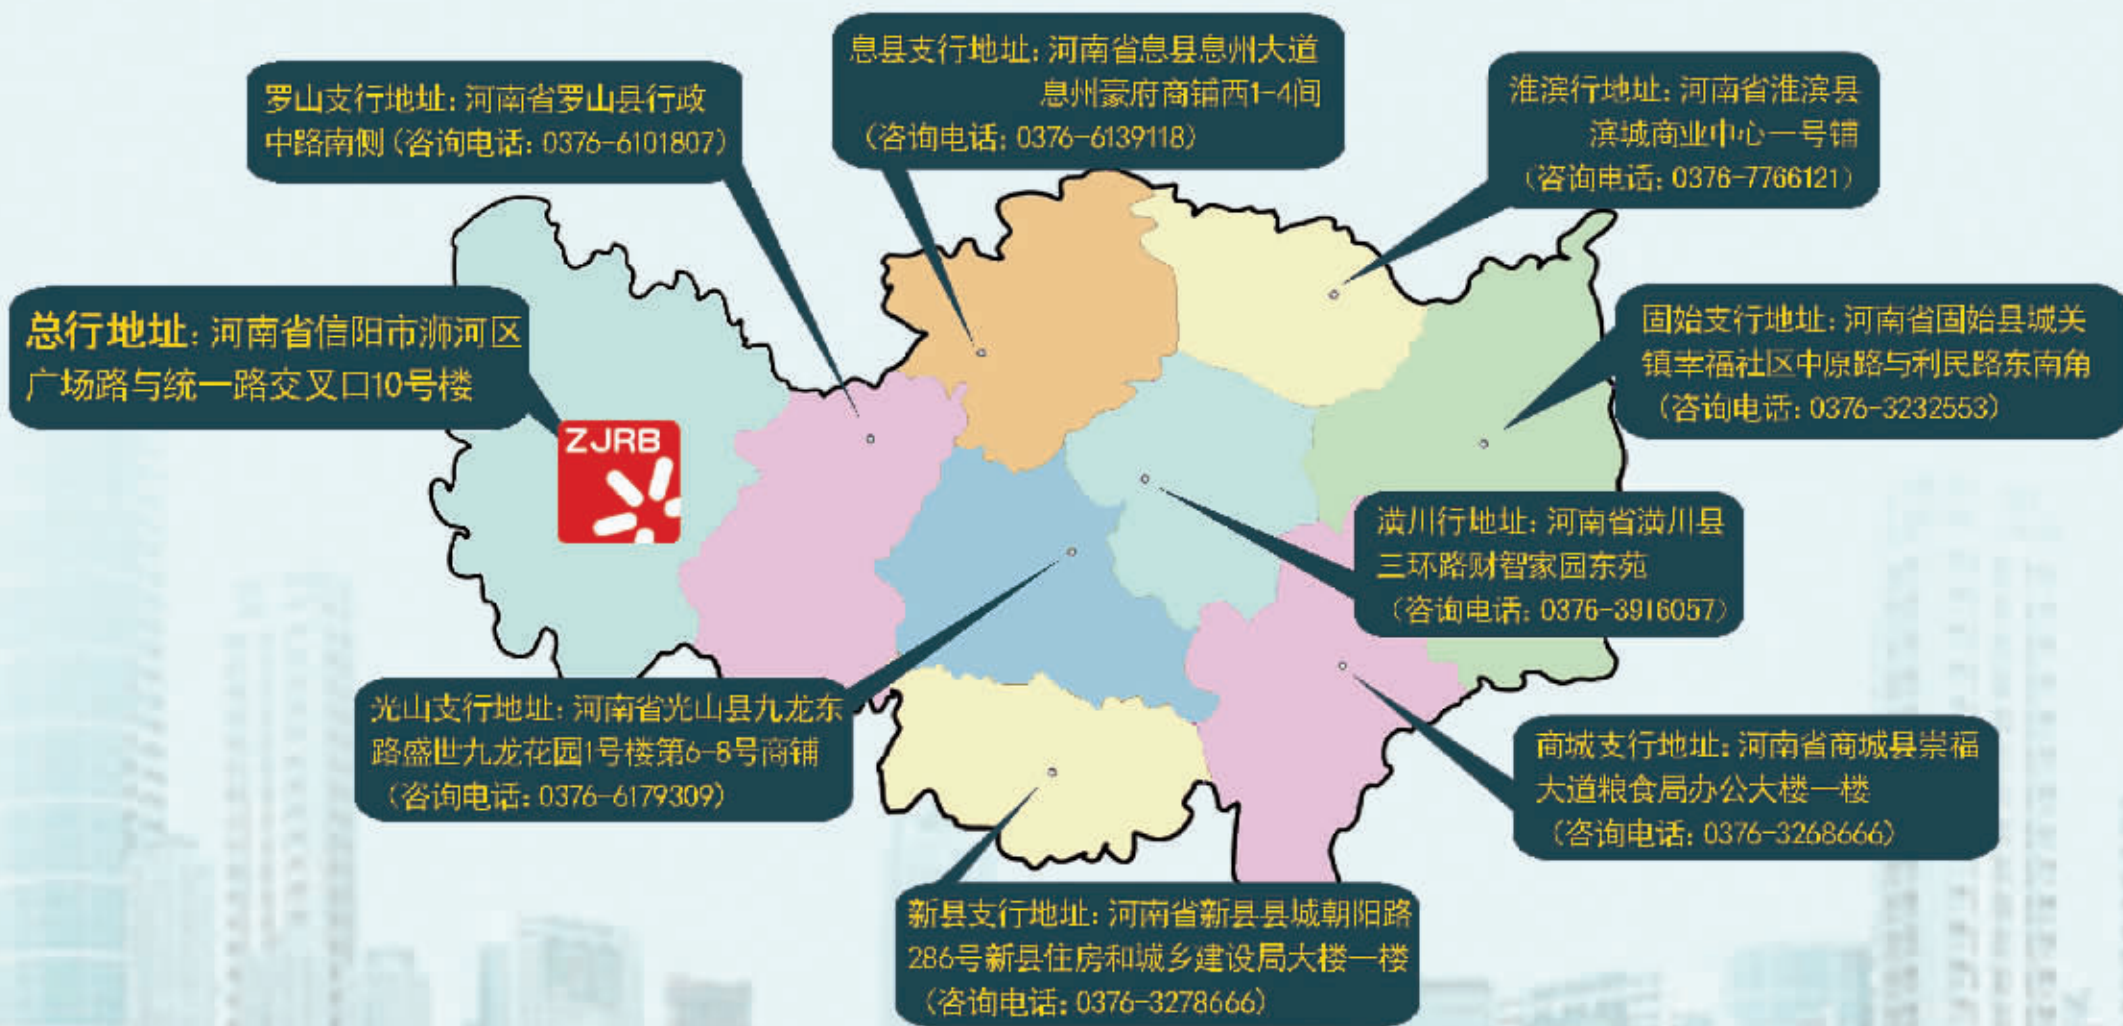 息县支行地址: 河南省息县息州大道
息州豪府商铺西1-4间
(咨询电话: 0376-6139118)
罗山支行地址: 河南省罗山县行政
中路南侧 (咨询电话: 0376-6101807)
淮滨行地址: 河南省淮滨县
滨城商业中心一号铺
(咨询电话: 0376-7766121)
总行地址: 河南省信阳市浉河区
广场路与统一路交叉口10号楼
ZJRB
固始支行地址: 河南省固始县城关
镇幸福社区中原路与利民路东南角
(咨询电话: 0376-3232553)
潢川行地址: 河南省潢川县
三环路财智家园东苑
(咨询电话: 0376-3916057)
光山支行地址: 河南省光山县九龙东
路盛世九龙花园1号楼第6-8号商铺
(咨询电话: 0376-6179309)
商城支行地址: 河南省商城县崇福
大道粮食局办公大楼一楼
(咨询电话: 0376-3268666)
新县支行地址: 河南省新县县城朝阳路
286号新县住房和城乡建设局大楼一楼
(咨询电话: 0376-3278666)